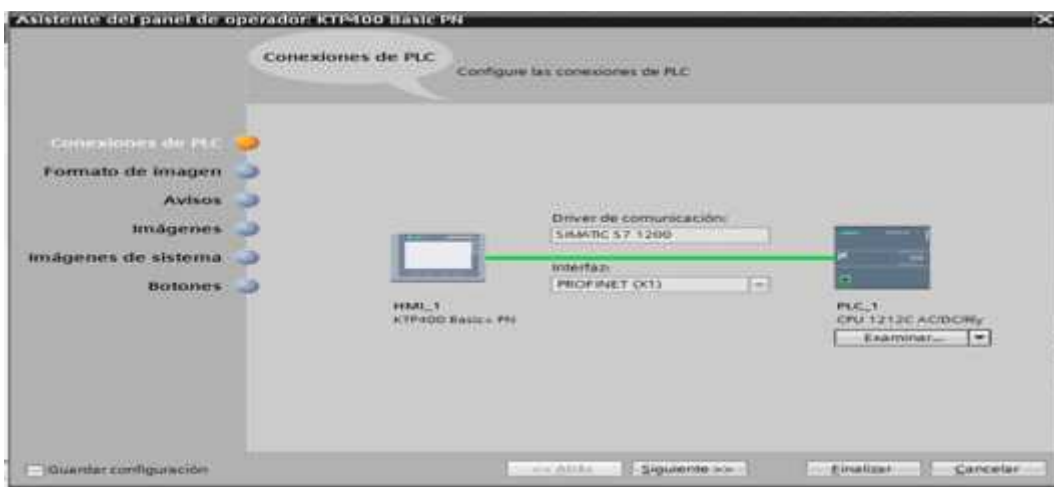 Asistente del panel de operador: KTP400 Basic PN
Conexiones de PLC
Configure las conexiones de PLC
Conexiones de PLC
Formato de imagen
Avisos
Imágenes
Imágenes de sistema
Botones
Driver de comunicación:
SIMATIC S7 1200
Interfaz:
PROFINET (X1)
HMI_1
KTP400 Basic PN
PLC_1
CPU 1212C AC/DC/Rly
Examinar...
Guardar configuración
<< Atrás
Siguiente >>
Finalizar
Cancelar